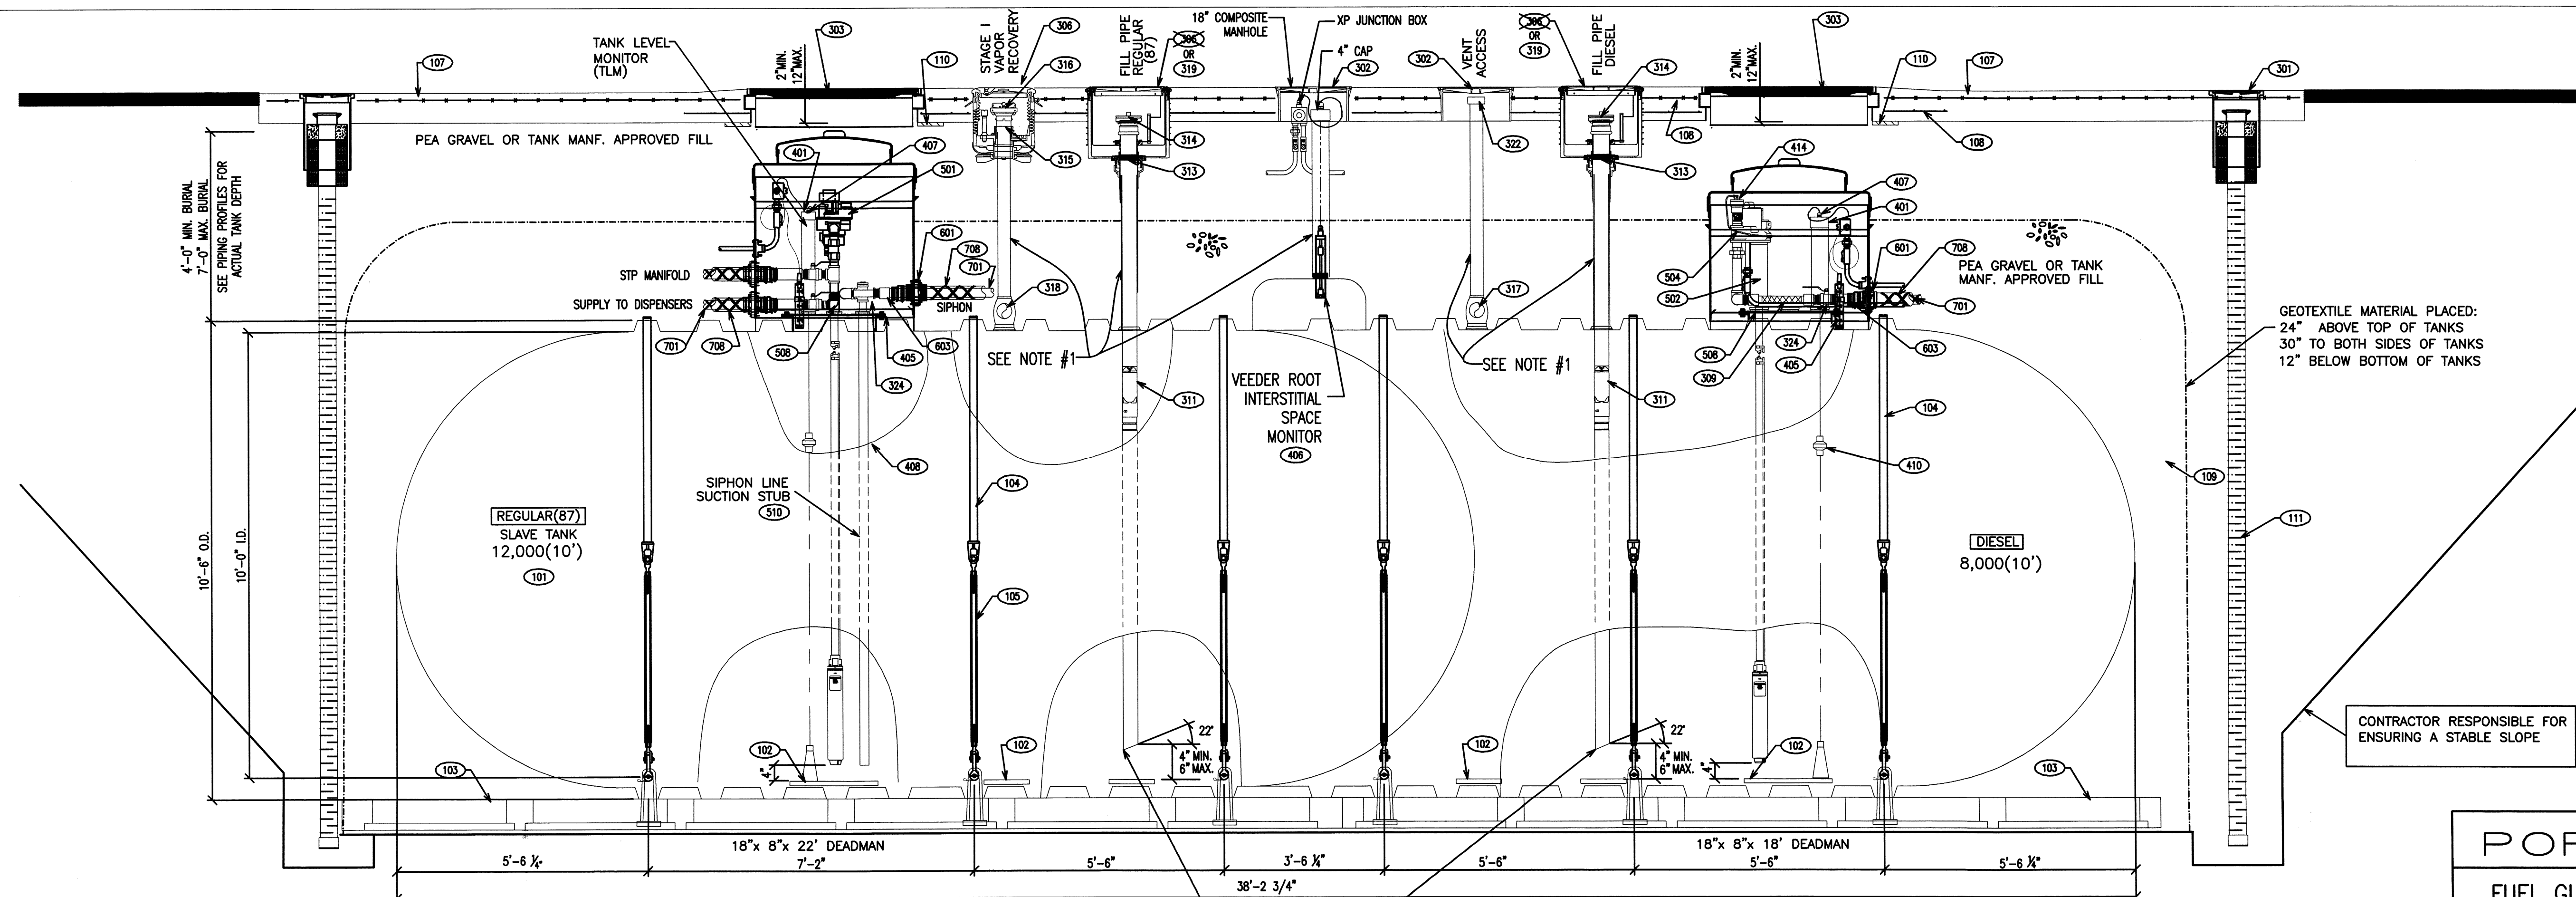 TANK LEVEL
MONITOR
(TLM)
107
2"MIN.
12"MAX.
303
110
STAGE I
VAPOR
RECOVERY
306
316
FILL PIPE
REGULAR
(87)
306
OR
319
18" COMPOSITE
MANHOLE
XP JUNCTION BOX
4" CAP
302
302
VENT
ACCESS
306
OR
319
FILL PIPE
DIESEL
314
2"MIN.
12"MAX.
303
110
107
301
PEA GRAVEL OR TANK MANF. APPROVED FILL
401
407
501
315
314
313
322
313
108
414
108
407
401
4'-0" MIN. BURIAL
7'-0" MAX. BURIAL
SEE PIPING PROFILES FOR
ACTUAL TANK DEPTH
STP MANIFOLD
SUPPLY TO DISPENSERS
601
708
701
SIPHON
318
317
504
502
601
708
PEA GRAVEL OR TANK
MANF. APPROVED FILL
701
GEOTEXTILE MATERIAL PLACED:
24" ABOVE TOP OF TANKS
30" TO BOTH SIDES OF TANKS
12" BELOW BOTTOM OF TANKS
701
708
508
405
603
324
SEE NOTE #1
SEE NOTE #1
508
309
324
405
603
VEEDER ROOT
INTERSTITIAL
SPACE
MONITOR
406
311
311
104
408
410
SIPHON LINE
SUCTION STUB
510
104
109
REGULAR(87)
SLAVE TANK
12,000(10')
101
10'-6" O.D.
10'-0" I.D.
105
DIESEL
8,000(10')
111
22°
4" MIN.
6" MAX.
22°
4" MIN.
6" MAX.
CONTRACTOR RESPONSIBLE FOR
ENSURING A STABLE SLOPE
103
102
4"
102
102
4"
102
103
18"x 8"x 22' DEADMAN
18"x 8"x 18' DEADMAN
5'-6 1/4"
7'-2"
5'-6"
3'-6 1/4"
5'-6"
5'-6"
5'-6 1/4"
38'-2 3/4"